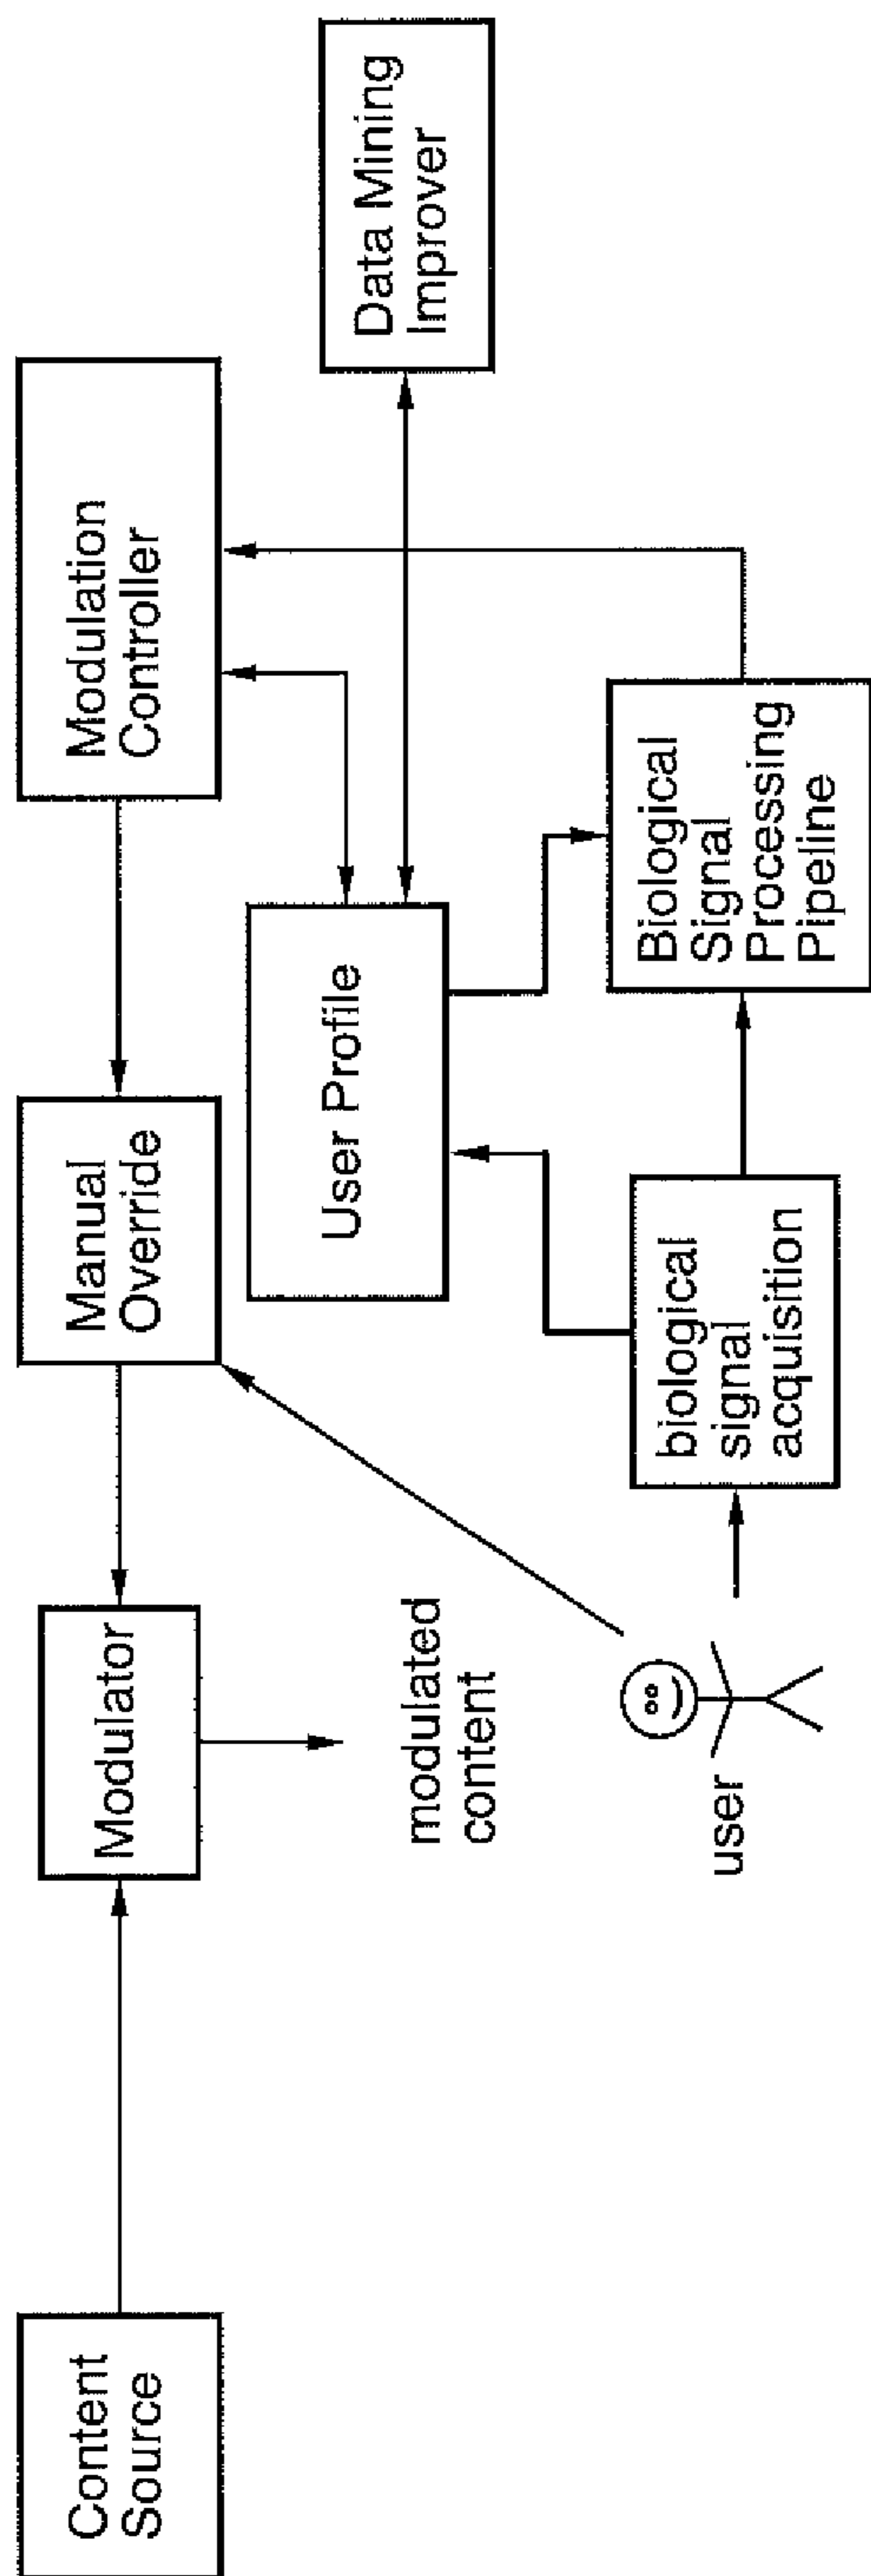 Content
Source
Modulator
Manual
Override
Modulation
Controller
modulated
content
User Profile
Data Mining
Improver
user
biological
signal
acquisition
Biological
Signal
Processing
Pipeline